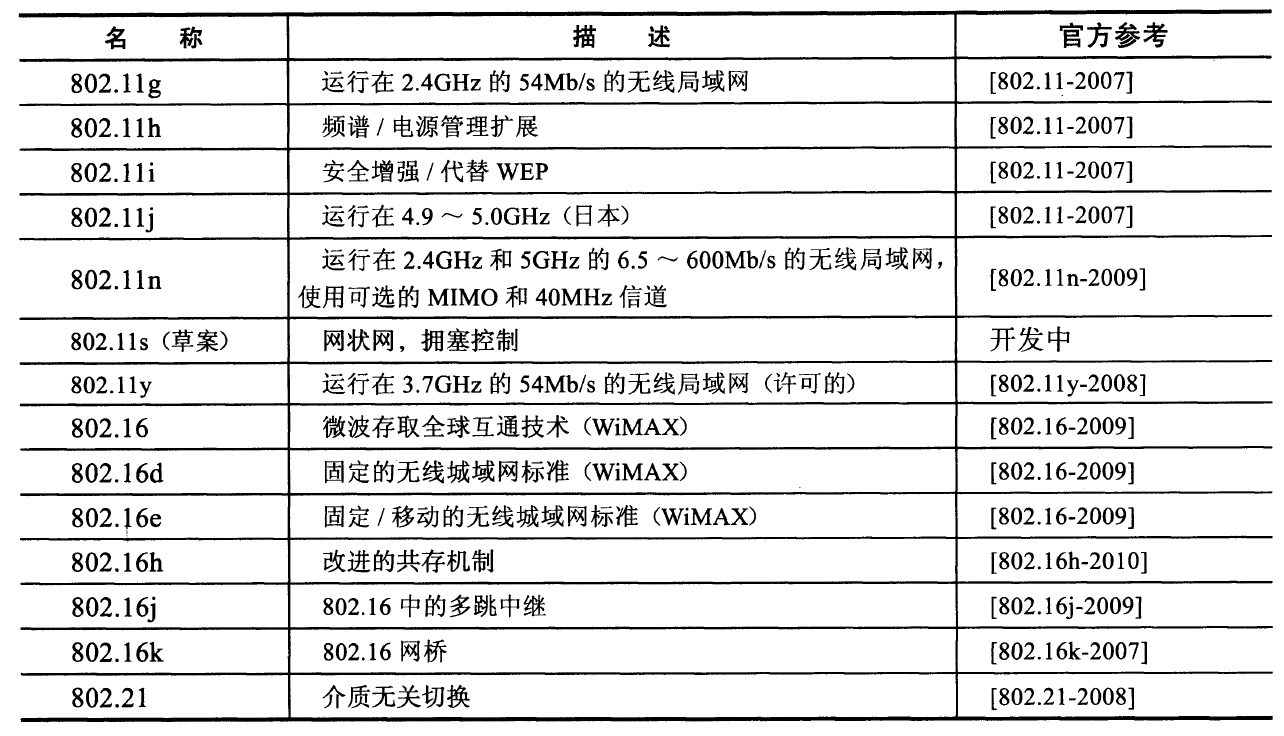 名 称 描 述 官方参考
802.11g 运行在 2.4GHz 的 54Mb/s 的无线局域网 [802.11-2007]
802.11h 频谱 / 电源管理扩展 [802.11-2007]
802.11i 安全增强 / 代替 WEP [802.11-2007]
802.11j 运行在 4.9 ～ 5.0GHz（日本） [802.11-2007]
802.11n 运行在 2.4GHz 和 5GHz 的 6.5 ～ 600Mb/s 的无线局域网， [802.11n-2009]
使用可选的 MIMO 和 40MHz 信道
802.11s（草案） 网状网，拥塞控制 开发中
802.11y 运行在 3.7GHz 的 54Mb/s 的无线局域网（许可的） [802.11y-2008]
802.16 微波存取全球互通技术（WiMAX） [802.16-2009]
802.16d 固定的无线城域网标准（WiMAX） [802.16-2009]
802.16e 固定 / 移动的无线城域网标准（WiMAX） [802.16-2009]
802.16h 改进的共存机制 [802.16h-2010]
802.16j 802.16 中的多跳中继 [802.16j-2009]
802.16k 802.16 网桥 [802.16k-2007]
802.21 介质无关切换 [802.21-2008]